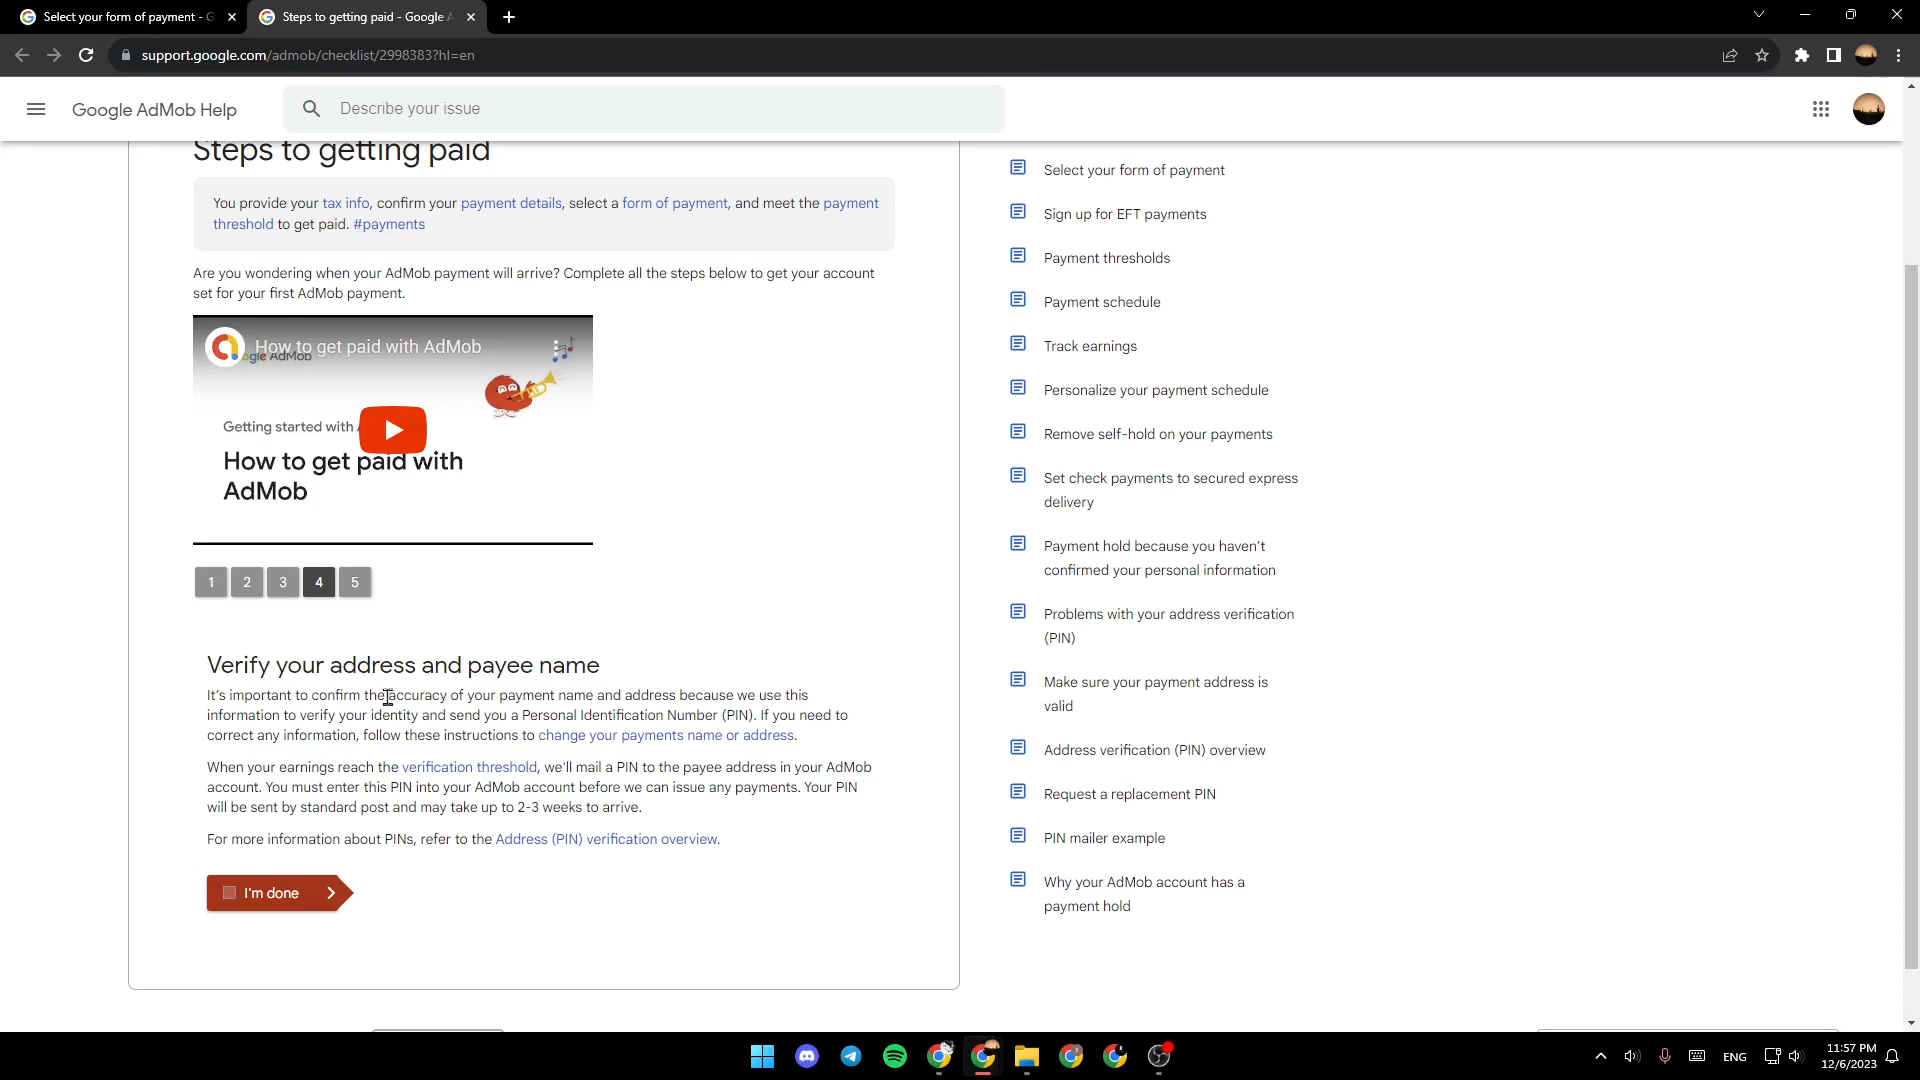 Select your form of payment - G
Steps to getting paid - Google A
support.google.com/admob/checklist/2998383?hl=en
Google AdMob Help
Describe your issue
Steps to getting paid
You provide your tax info, confirm your payment details, select a form of payment, and meet the payment
threshold to get paid. #payments
Are you wondering when your AdMob payment will arrive? Complete all the steps below to get your account
set for your first AdMob payment.
How to get paid with AdMob
ogle AdMob
Getting started with
How to get paid with
AdMob
1 2 3 4 5
Verify your address and payee name
It's important to confirm the accuracy of your payment name and address because we use this
information to verify your identity and send you a Personal Identification Number (PIN). If you need to
correct any information, follow these instructions to change your payments name or address.
When your earnings reach the verification threshold, we'll mail a PIN to the payee address in your AdMob
account. You must enter this PIN into your AdMob account before we can issue any payments. Your PIN
will be sent by standard post and may take up to 2-3 weeks to arrive.
For more information about PINs, refer to the Address (PIN) verification overview.
I'm done
Select your form of payment
Sign up for EFT payments
Payment thresholds
Payment schedule
Track earnings
Personalize your payment schedule
Remove self-hold on your payments
Set check payments to secured express
delivery
Payment hold because you haven't
confirmed your personal information
Problems with your address verification
(PIN)
Make sure your payment address is
valid
Address verification (PIN) overview
Request a replacement PIN
PIN mailer example
Why your AdMob account has a
payment hold
ENG
11:57 PM
12/6/2023